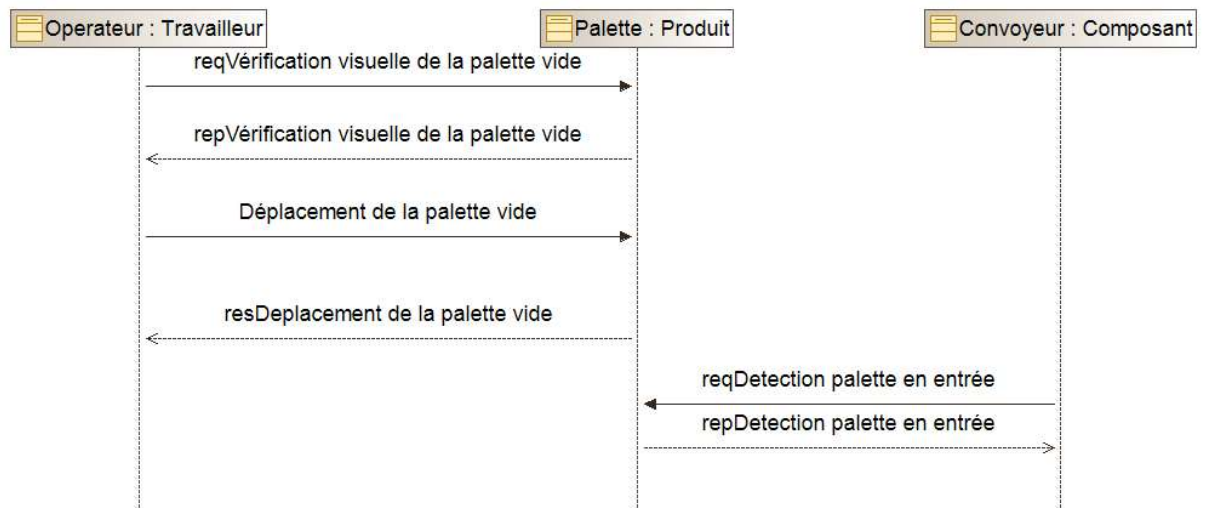 Operateur : Travailleur
Palette : Produit
Convoyeur : Composant
reqVérification visuelle de la palette vide
repVérification visuelle de la palette vide
Déplacement de la palette vide
resDeplacement de la palette vide
reqDetection palette en entrée
repDetection palette en entrée